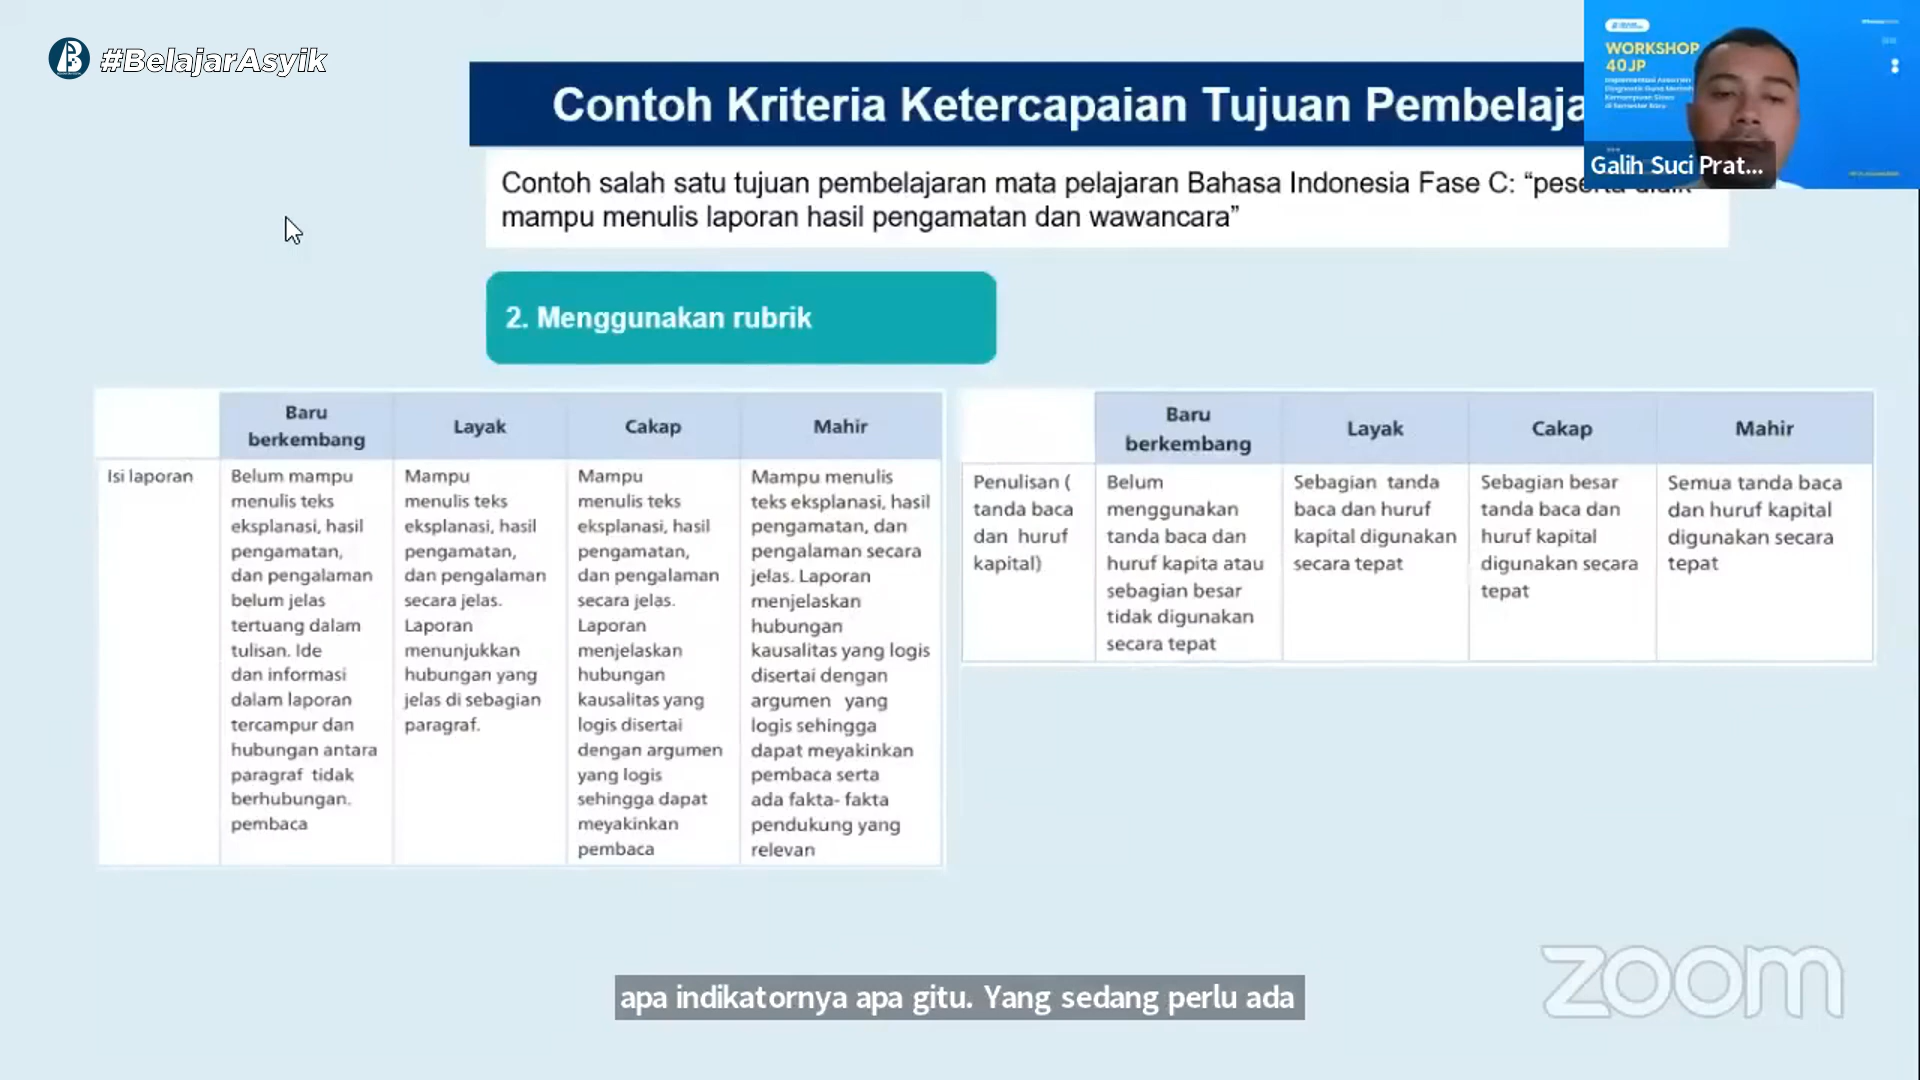 #BelajarAsyik
WORKSHOP
40JP
Galih Suci Prat...
Contoh Kriteria Ketercapaian Tujuan Pembelaja
Contoh salah satu tujuan pembelajaran mata pelajaran Bahasa Indonesia Fase C: “peserta didik
mampu menulis laporan hasil pengamatan dan wawancara”
2. Menggunakan rubrik
Baru
berkembang
Layak
Cakap
Mahir
Isi laporan
Belum mampu
menulis teks
eksplanasi, hasil
pengamatan,
dan pengalaman
belum jelas
tertuang dalam
tulisan. Ide
dan informasi
dalam laporan
tercampur dan
hubungan antara
paragraf tidak
berhubungan.
pembaca
Mampu
menulis teks
eksplanasi, hasil
pengamatan,
dan pengalaman
secara jelas.
Laporan
menunjukkan
hubungan yang
jelas di sebagian
paragraf.
Mampu
menulis teks
eksplanasi, hasil
pengamatan,
dan pengalaman
secara jelas.
Laporan
menjelaskan
hubungan
kausalitas yang
logis disertai
dengan argumen
yang logis
sehingga dapat
meyakinkan
pembaca
Mampu menulis
teks eksplanasi, hasil
pengamatan, dan
pengalaman secara
jelas. Laporan
menjelaskan
hubungan
kausalitas yang logis
disertai dengan
argumen yang
logis sehingga
dapat meyakinkan
pembaca serta
ada fakta- fakta
pendukung yang
relevan
Baru
berkembang
Layak
Cakap
Mahir
Penulisan (
tanda baca
dan huruf
kapital)
Belum
menggunakan
tanda baca dan
huruf kapita atau
sebagian besar
tidak digunakan
secara tepat
Sebagian tanda
baca dan huruf
kapital digunakan
secara tepat
Sebagian besar
tanda baca dan
huruf kapital
digunakan secara
tepat
Semua tanda baca
dan huruf kapital
digunakan secara
tepat
apa indikatornya apa gitu. Yang sedang perlu ada
zoom